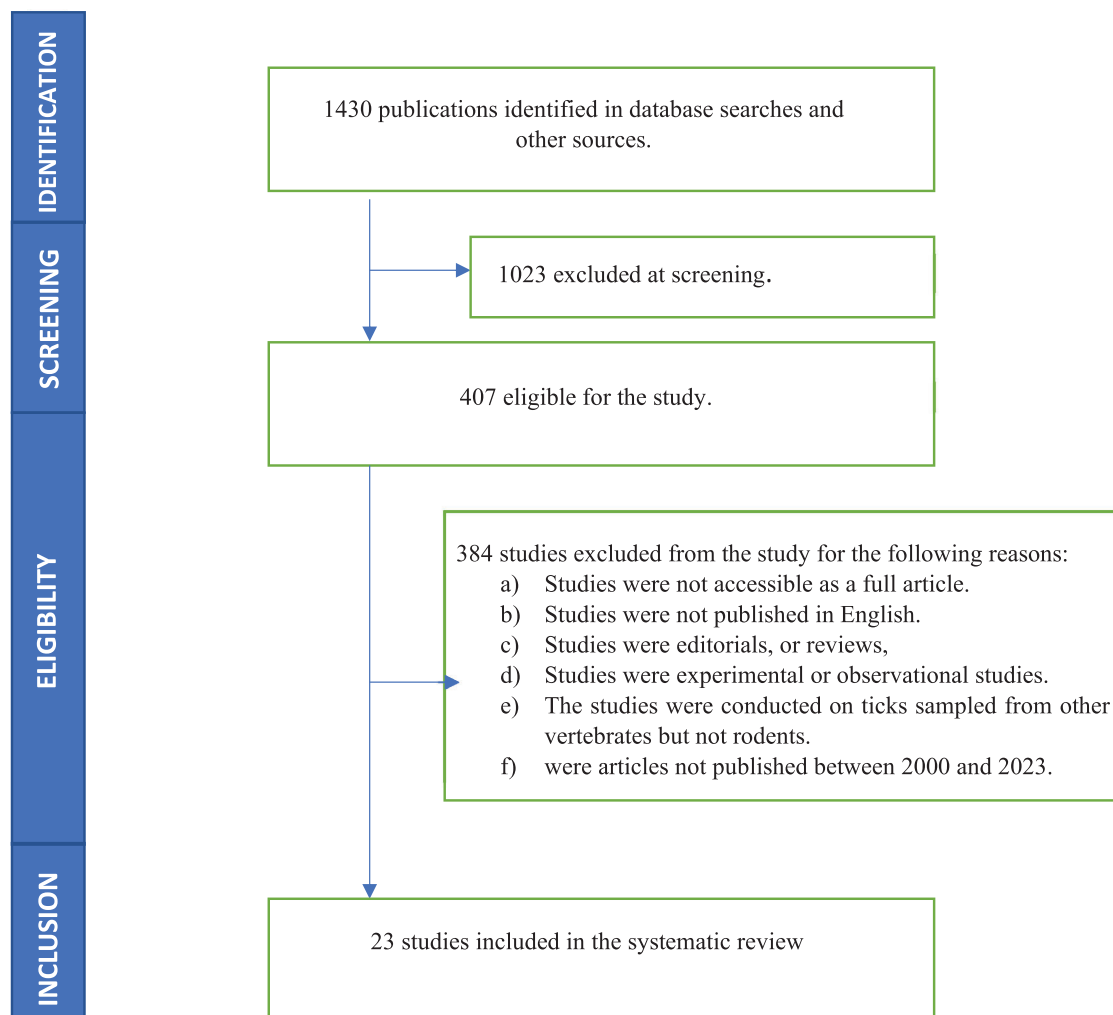 IDENTIFICATION
1430 publications identified in database searches and
other sources.
SCREENING
1023 excluded at screening.
407 eligible for the study.
ELIGIBILITY
384 studies excluded from the study for the following reasons:
a) Studies were not accessible as a full article.
b) Studies were not published in English.
c) Studies were editorials, or reviews,
d) Studies were experimental or observational studies.
e) The studies were conducted on ticks sampled from other
vertebrates but not rodents.
f) were articles not published between 2000 and 2023.
INCLUSION
23 studies included in the systematic review